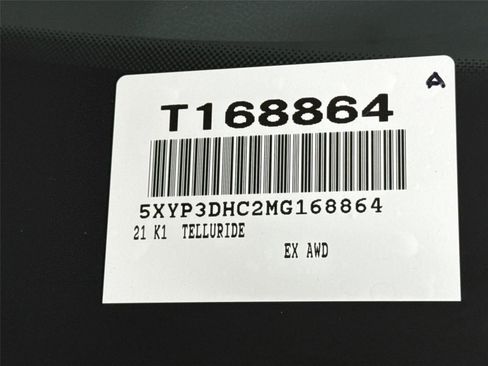 A
T168864
5XYP3DHC2MG168864
21 K1 TELLURIDE
EX AWD